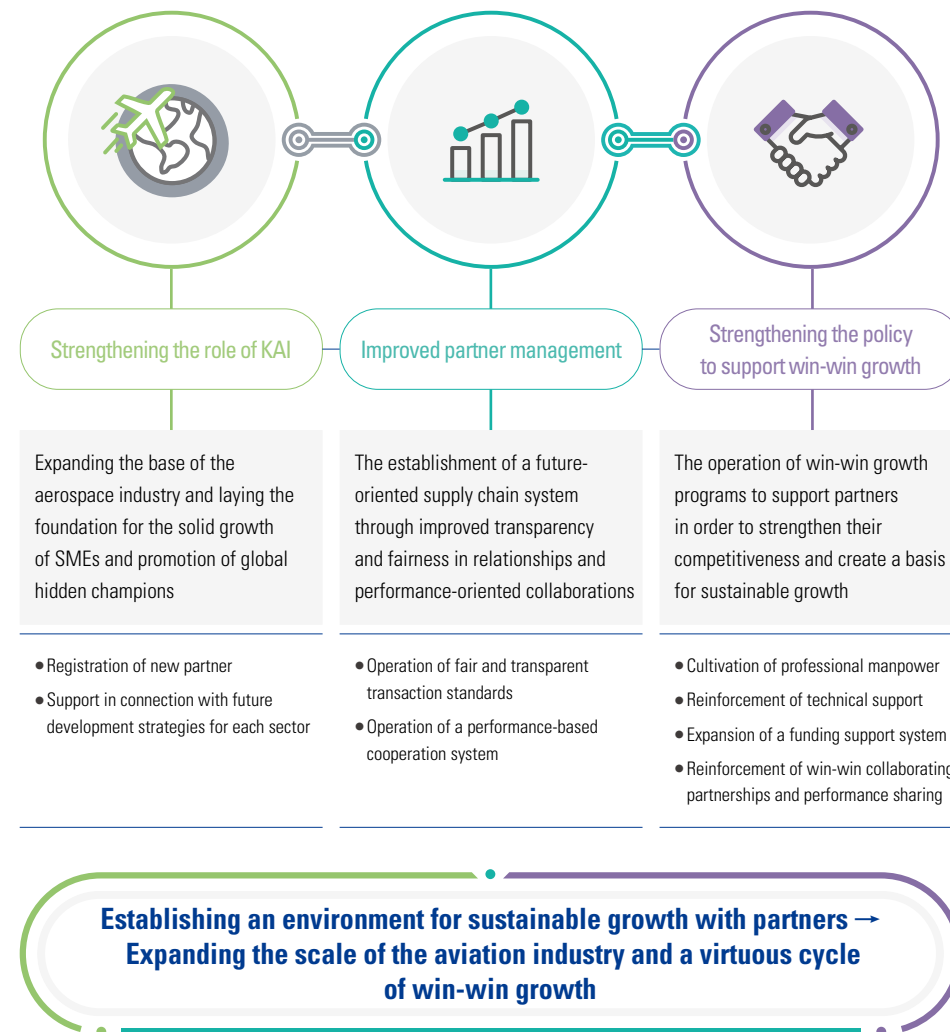 Strengthening the role of KAI
Improved partner management
Strengthening the policy
to support win-win growth
Expanding the base of the
aerospace industry and laying the
foundation for the solid growth
of SMEs and promotion of global
hidden champions
The establishment of a future-
oriented supply chain system
through improved transparency
and fairness in relationships and
performance-oriented collaborations
The operation of win-win growth
programs to support partners
in order to strengthen their
competitiveness and create a basis
for sustainable growth
● Registration of new partner
● Support in connection with future
development strategies for each sector
● Operation of fair and transparent
transaction standards
● Operation of a performance-based
cooperation system
● Cultivation of professional manpower
● Reinforcement of technical support
● Expansion of a funding support system
● Reinforcement of win-win collaborating
partnerships and performance sharing
Establishing an environment for sustainable growth with partners →
Expanding the scale of the aviation industry and a virtuous cycle
of win-win growth